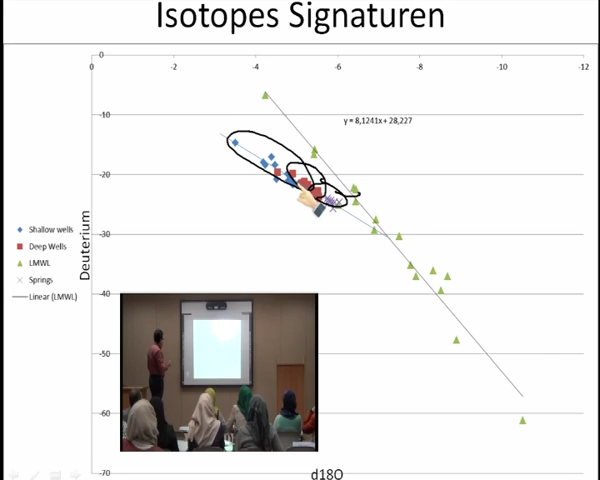 Isotopes Signaturen
0
0
-2
-4
-6
-8
-10
-12
-10
y = 8,1241x + 28,227
-20
Shallow wells
Deep Wells
LMWL
Springs
Linear (LMWL)
Deuterium
-30
-40
-50
-60
-70
d18O